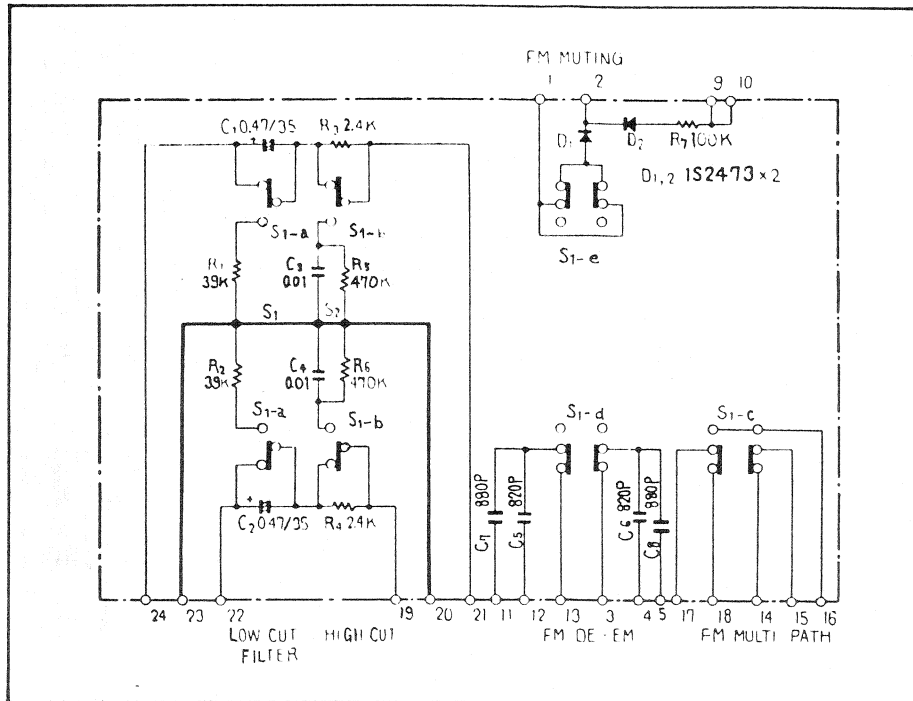 FM MUTING
1 2 9 10
C1 0.47/35 R3 2.4K
D1 D2 R7 100K
D1,2 1S2473 × 2
S1-a
S1-e
R1 39K
C3 0.01
R5 470K
S1 S2
R2 39K
C4 0.01
R6 470K
S1-a
S1-b
S1-d
S1-c
880P
820P
820P
880P
+
C2 0.47/35 R4 2.4K
C7
C5
C6
C8
24 23 22 19 20 21 11 12 13 3 4 5 17 18 14 15 16
LOW CUT HIGH CUT FM DE-EM FM MULTI PATH
FILTER